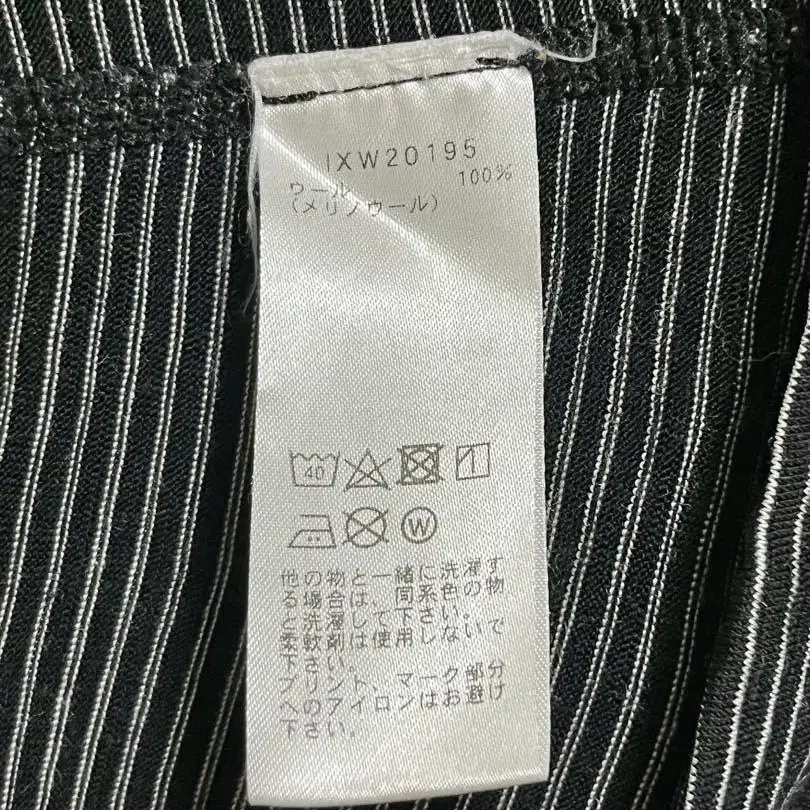 IXW20195
ウール 100%
(メリノウール)
40
W
他の物と一緒に洗濯す
る場合は、同系色の物
と洗濯して下さい。
柔軟剤は使用しないで
下さい。
プリント、マーク部分
へのアイロンはお避け
下さい。